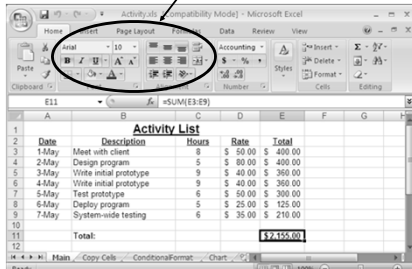 Activity.xls [Compatibility Mode] - Microsoft Excel
Home Insert Page Layout Formulas Data Review View
Paste Arial 10 Accounting Styles Insert Delete Format
Clipboard Font Alignment Number Cells Editing
E11 fx =SUM(E3:E9)
A B C D E F G H
1 Activity List
2 Date Description Hours Rate Total
3 1-May Meet with client 8 $ 50.00 $ 400.00
4 2-May Design program 5 $ 80.00 $ 400.00
5 3-May Write initial prototype 9 $ 40.00 $ 360.00
6 4-May Write initial prototype 9 $ 40.00 $ 360.00
7 5-May Test prototype 6 $ 50.00 $ 300.00
8 6-May Deploy program 5 $ 25.00 $ 125.00
9 7-May System-wide testing 6 $ 35.00 $ 210.00
10
11 Total: $2,155.00
12
Main Copy Cells ConditionalFormat Chart
Ready 100%